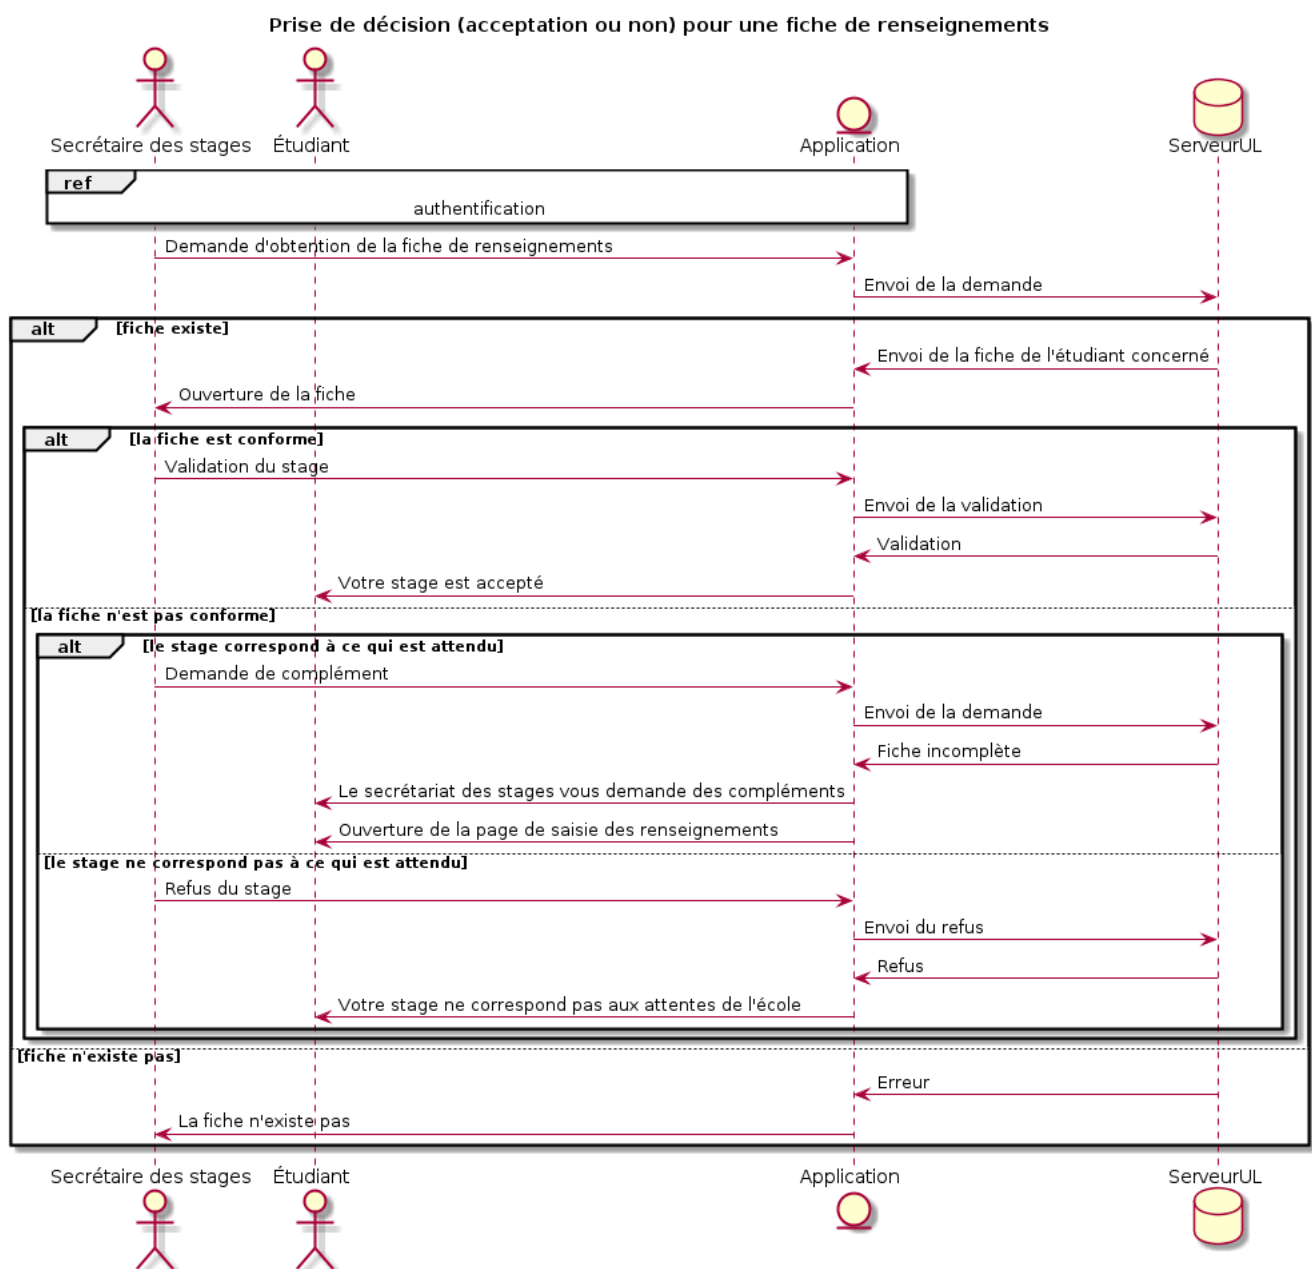 Prise de décision (acceptation ou non) pour une fiche de renseignements
Secrétaire des stages
Étudiant
Application
ServeurUL
ref
authentification
Demande d'obtention de la fiche de renseignements
Envoi de la demande
alt
[fiche existe]
Envoi de la fiche de l'étudiant concerné
Ouverture de la fiche
alt
[la fiche est conforme]
Validation du stage
Envoi de la validation
Validation
Votre stage est accepté
[la fiche n'est pas conforme]
alt
[le stage correspond à ce qui est attendu]
Demande de complément
Envoi de la demande
Fiche incomplète
Le secrétariat des stages vous demande des compléments
Ouverture de la page de saisie des renseignements
[le stage ne correspond pas à ce qui est attendu]
Refus du stage
Envoi du refus
Refus
Votre stage ne correspond pas aux attentes de l'école
[fiche n'existe pas]
Erreur
La fiche n'existe pas
Secrétaire des stages
Étudiant
Application
ServeurUL